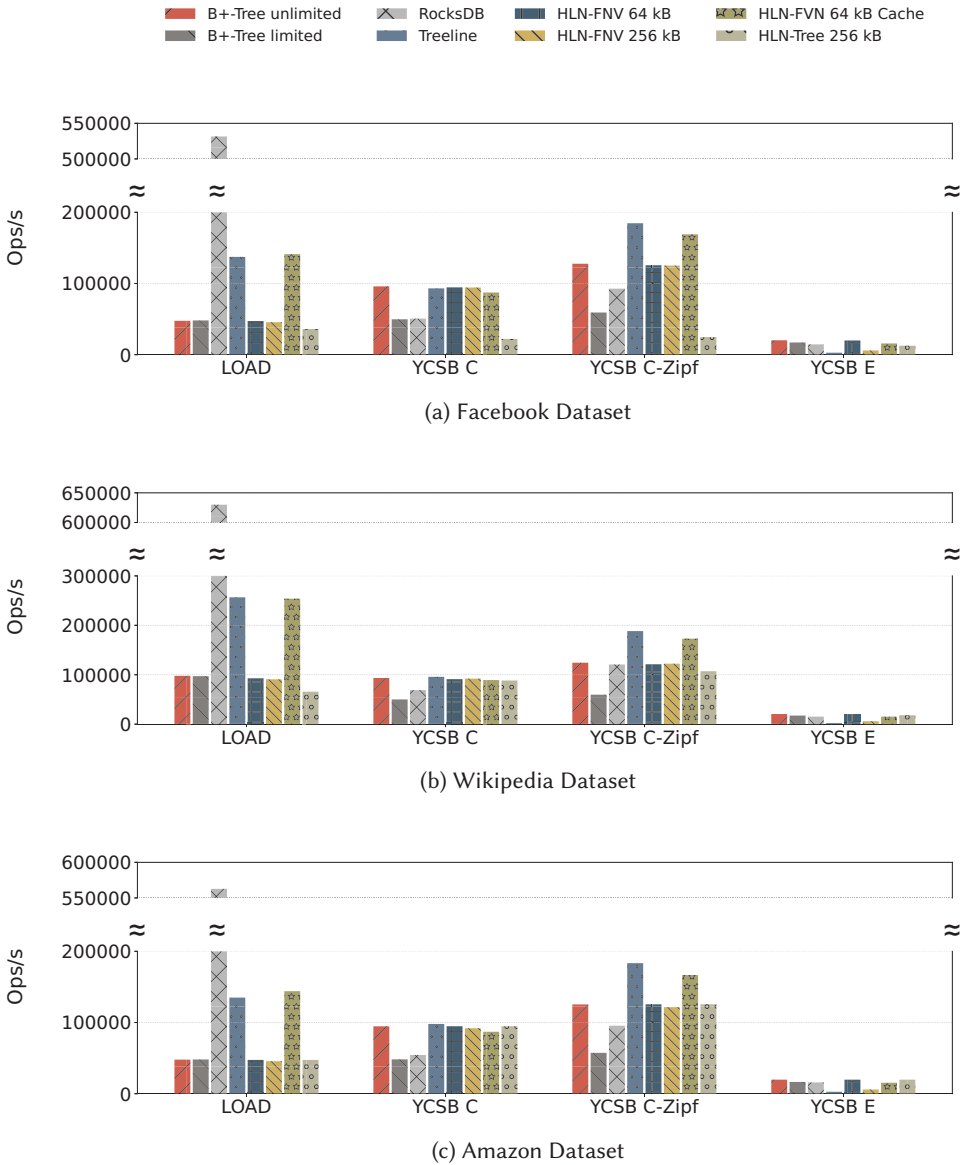 B+-Tree unlimited RocksDB HLN-FNV 64 kB HLN-FVN 64 kB Cache
B+-Tree limited Treeline HLN-FNV 256 kB HLN-Tree 256 kB
550000
500000
≈ ≈ ≈
Ops/s
200000
100000
0
LOAD YCSB C YCSB C-Zipf YCSB E
(a) Facebook Dataset
650000
600000
≈ ≈ ≈
Ops/s
300000
200000
100000
0
LOAD YCSB C YCSB C-Zipf YCSB E
(b) Wikipedia Dataset
600000
550000
≈ ≈ ≈
Ops/s
200000
100000
0
LOAD YCSB C YCSB C-Zipf YCSB E
(c) Amazon Dataset